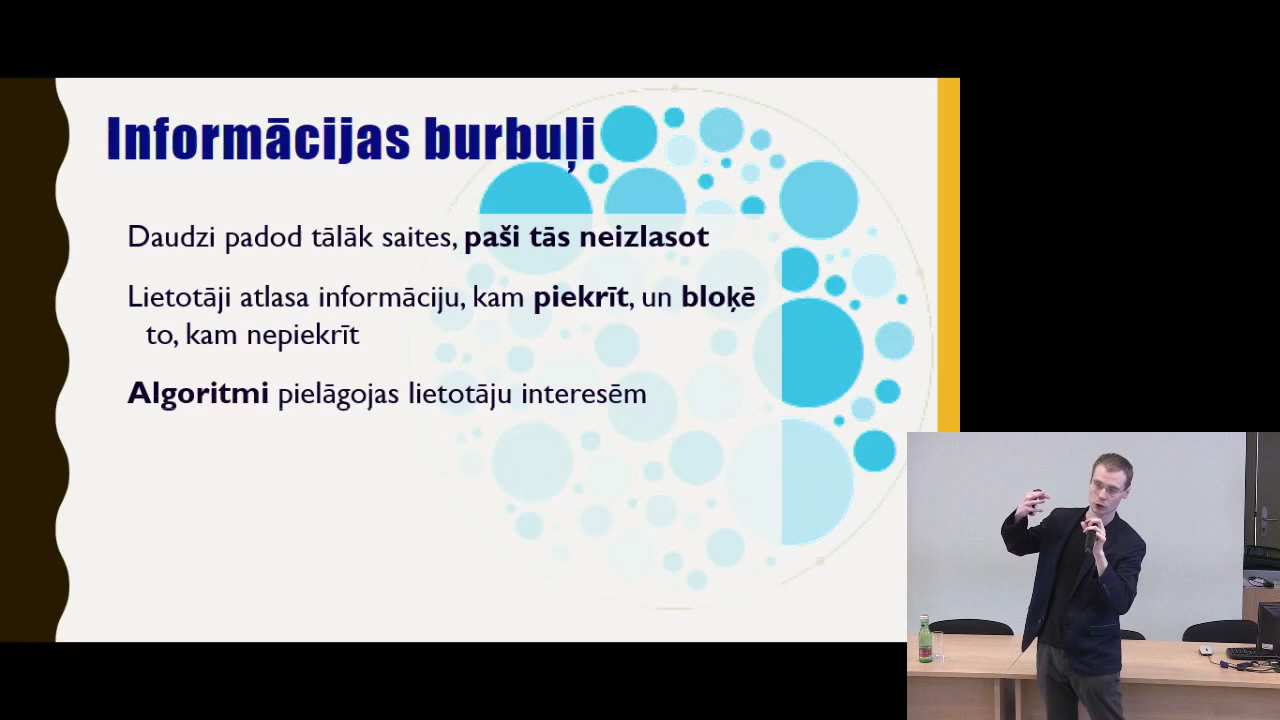 Informācijas burbuļi
Daudzi padod tālāk saites, paši tās neizlasot
Lietotāji atlasa informāciju, kam piekrīt, un bloķē
to, kam nepiekrīt
Algoritmi pielāgojas lietotāju interesēm